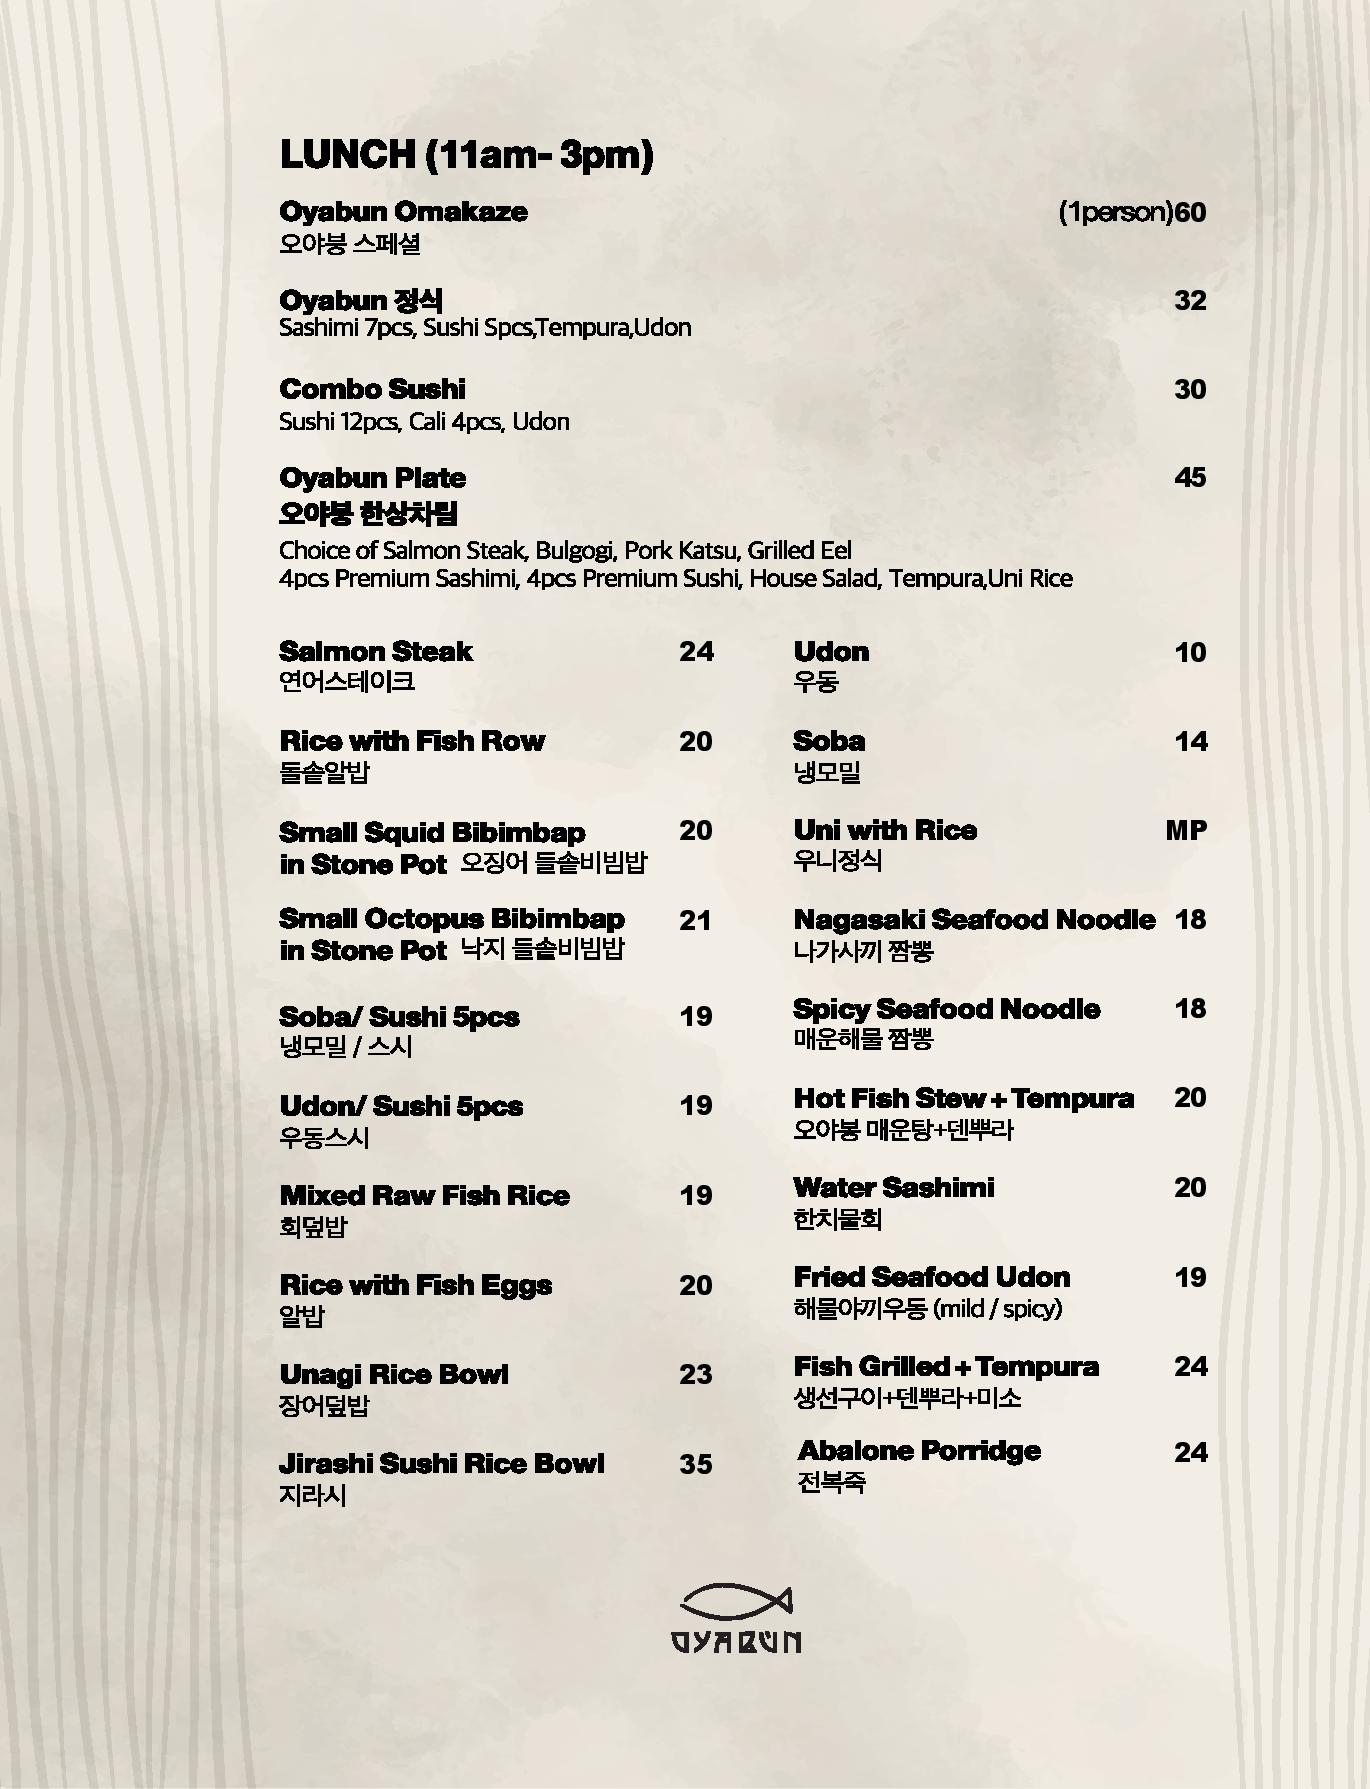 LUNCH (11am- 3pm)
Oyabun Omakaze (1person)60
오야붕 스페셜
Oyabun 정식 32
Sashimi 7pcs, Sushi 5pcs,Tempura,Udon
Combo Sushi 30
Sushi 12pcs, Cali 4pcs, Udon
Oyabun Plate 45
오야붕 한상차림
Choice of Salmon Steak, Bulgogi, Pork Katsu, Grilled Eel
4pcs Premium Sashimi, 4pcs Premium Sushi, House Salad, Tempura,Uni Rice
Salmon Steak 24
연어스테이크
Rice with Fish Row 20
돌솥알밥
Small Squid Bibimbap 20
in Stone Pot 오징어 돌솥비빔밥
Small Octopus Bibimbap 21
in Stone Pot 낙지 돌솥비빔밥
Soba/ Sushi 5pcs 19
냉모밀 / 스시
Udon/ Sushi 5pcs 19
우동스시
Mixed Raw Fish Rice 19
회덮밥
Rice with Fish Eggs 20
알밥
Unagi Rice Bowl 23
장어덮밥
Jirashi Sushi Rice Bowl 35
지라시
Udon 10
우동
Soba 14
냉모밀
Uni with Rice MP
우니정식
Nagasaki Seafood Noodle 18
나가사끼 짬뽕
Spicy Seafood Noodle 18
매운해물 짬뽕
Hot Fish Stew + Tempura 20
오야봉 매운탕+덴뿌라
Water Sashimi 20
한치물회
Fried Seafood Udon 19
해물야끼우동 (mild / spicy)
Fish Grilled + Tempura 24
생선구이+덴뿌라+미소
Abalone Porridge 24
전복죽
OYABUN